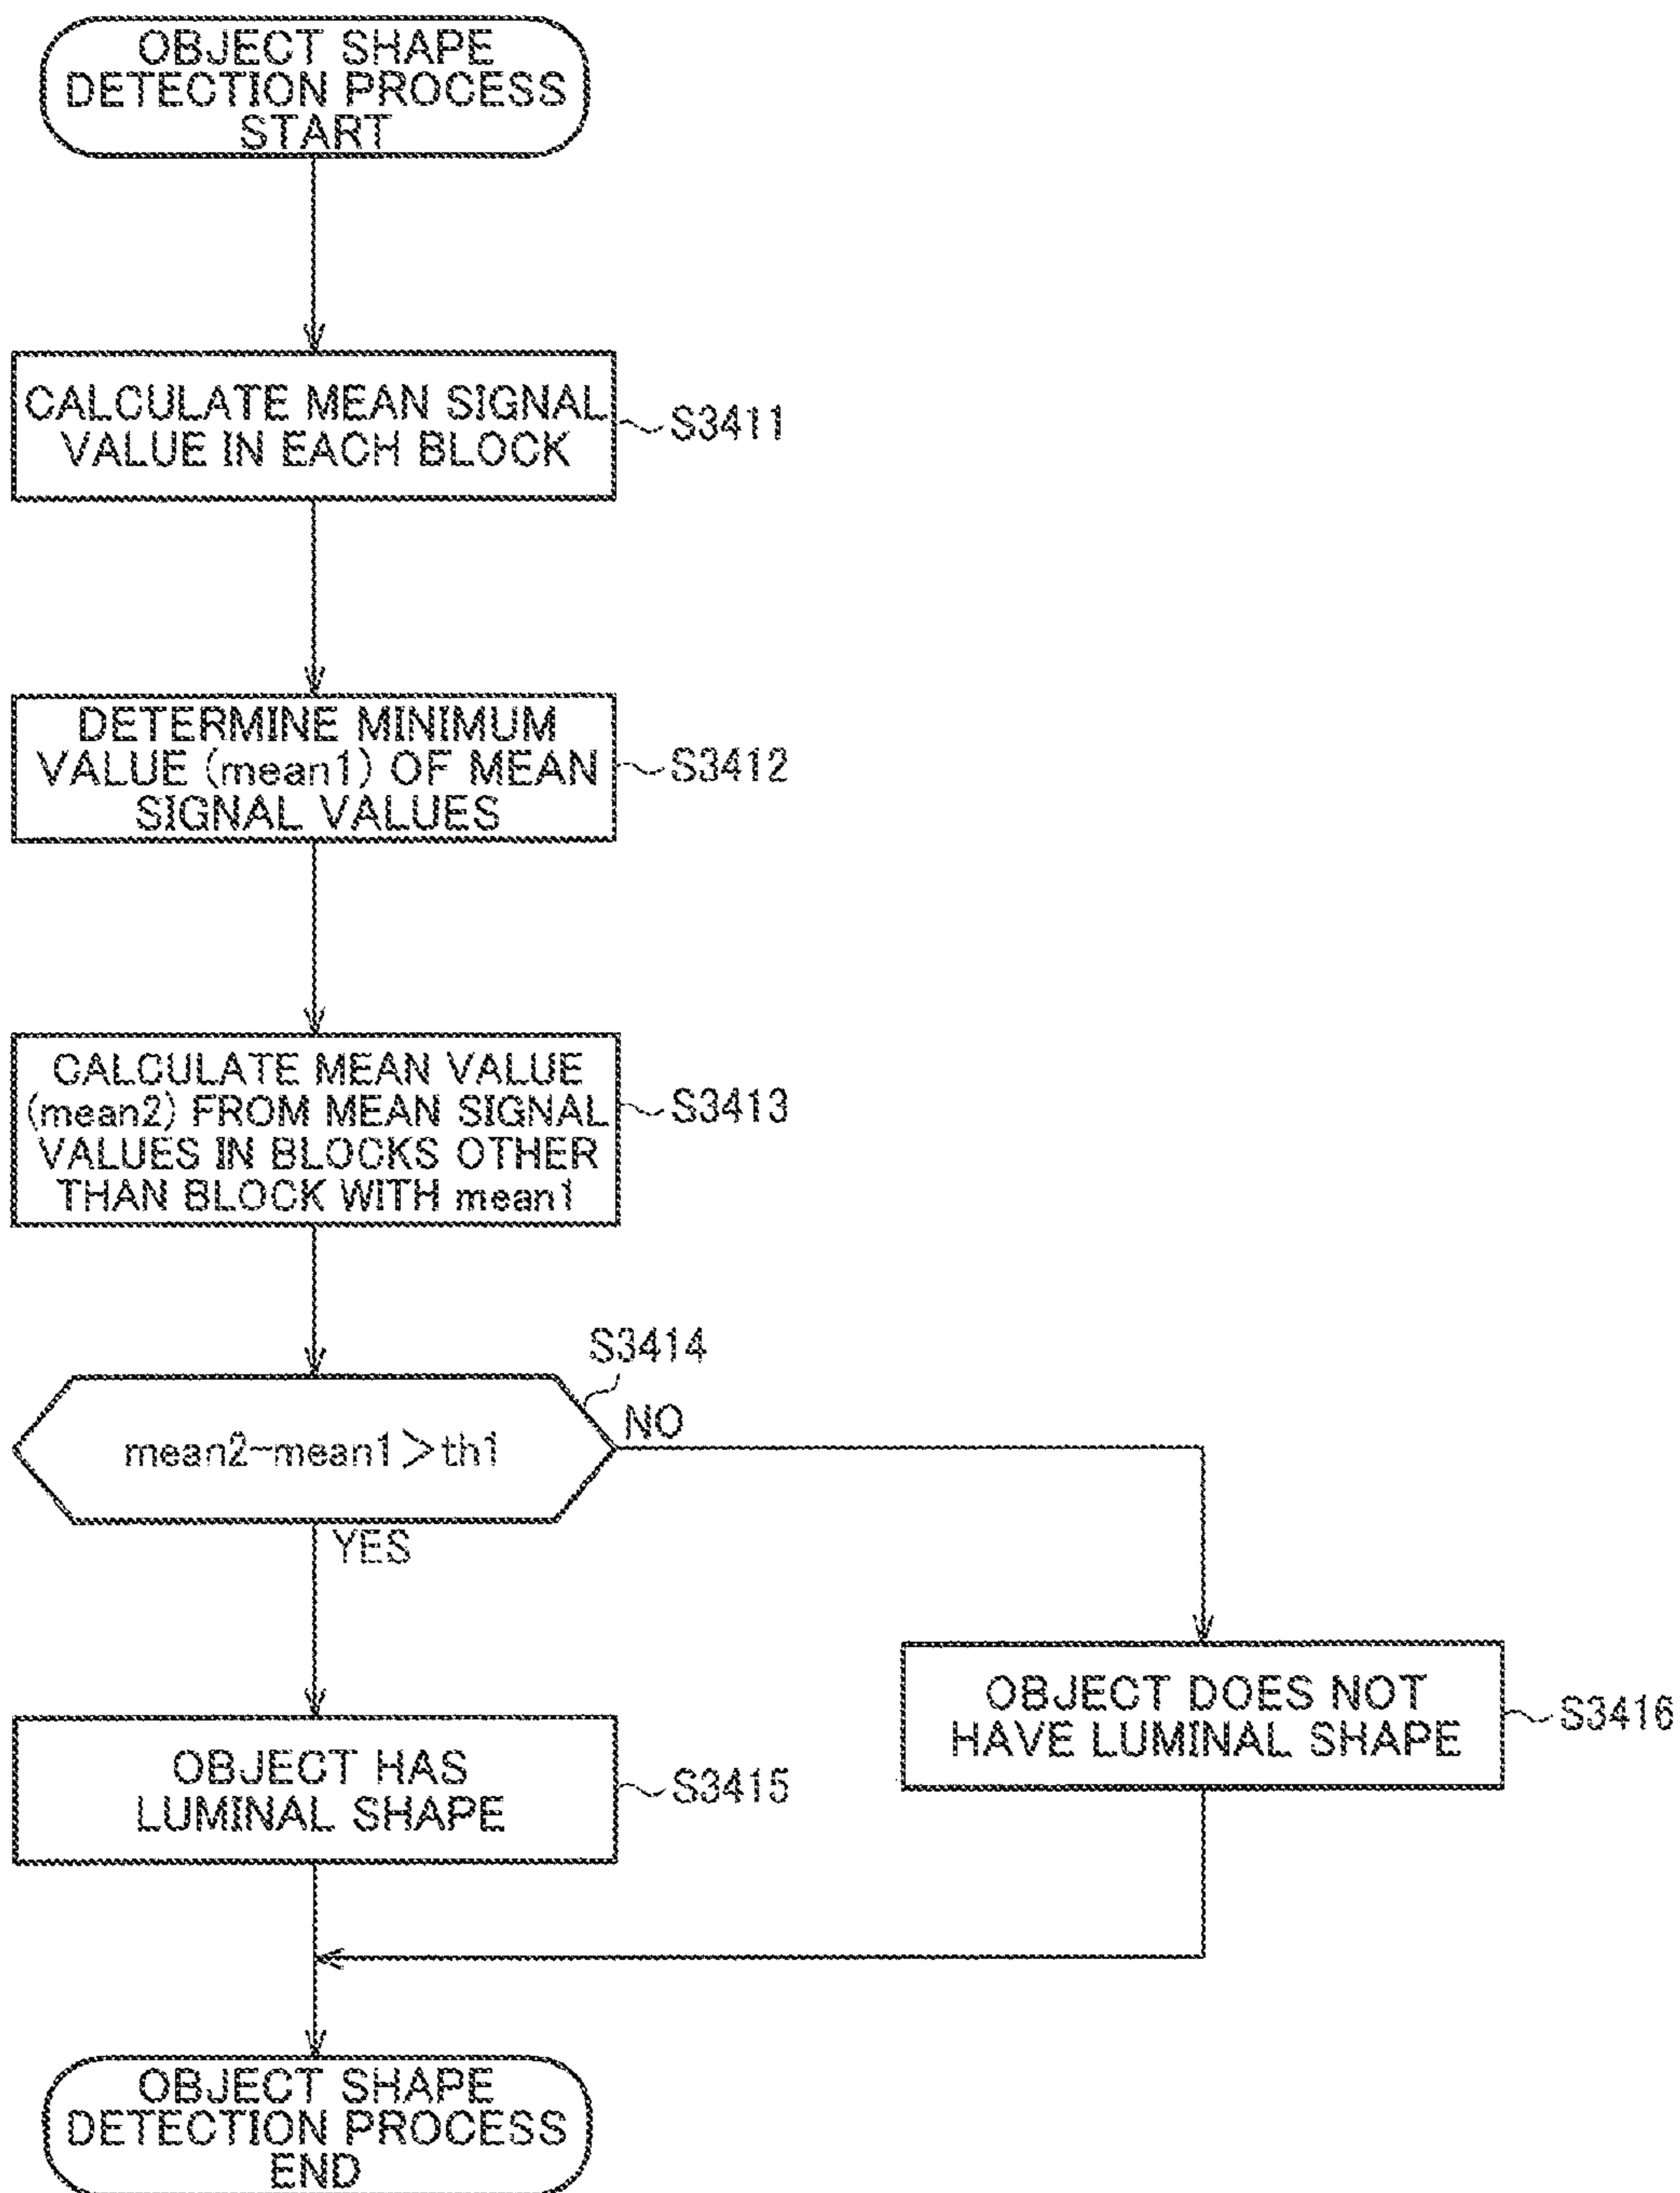 OBJECT SHAPE
DETECTION PROCESS
START
CALCULATE MEAN SIGNAL
VALUE IN EACH BLOCK
S3411
DETERMINE MINIMUM
VALUE (mean1) OF MEAN
SIGNAL VALUES
S3412
CALCULATE MEAN VALUE
(mean2) FROM MEAN SIGNAL
VALUES IN BLOCKS OTHER
THAN BLOCK WITH mean1
S3413
S3414
mean2-mean1>th1
NO
YES
OBJECT DOES NOT
HAVE LUMINAL SHAPE
S3416
OBJECT HAS
LUMINAL SHAPE
S3415
OBJECT SHAPE
DETECTION PROCESS
END